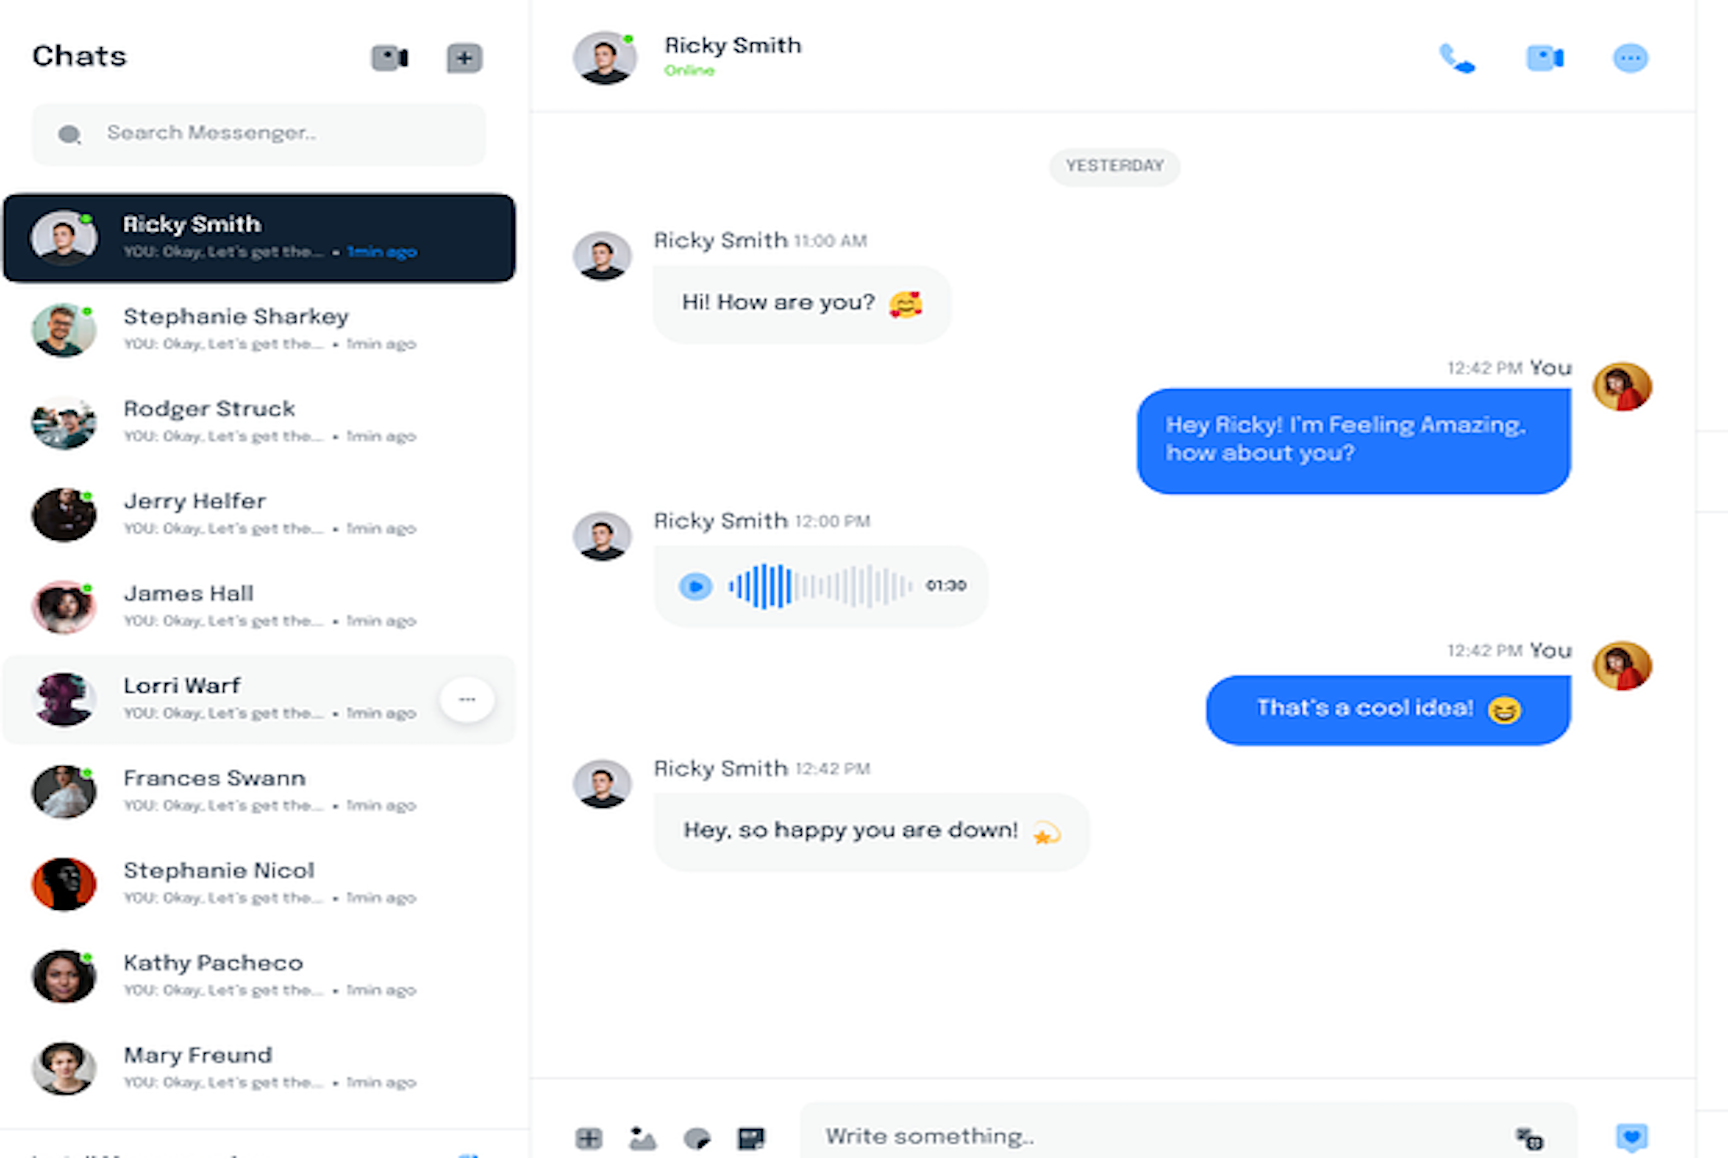 Chats
Search Messenger..
Ricky Smith
YOU: Okay, Let's get the... • 1min ago
Stephanie Sharkey
YOU: Okay, Let's get the... • 1min ago
Rodger Struck
YOU: Okay, Let's get the... • 1min ago
Jerry Helfer
YOU: Okay, Let's get the... • 1min ago
James Hall
YOU: Okay, Let's get the... • 1min ago
Lorri Warf
YOU: Okay, Let's get the... • 1min ago
Frances Swann
YOU: Okay, Let's get the... • 1min ago
Stephanie Nicol
YOU: Okay, Let's get the... • 1min ago
Kathy Pacheco
YOU: Okay, Let's get the... • 1min ago
Mary Freund
YOU: Okay, Let's get the... • 1min ago
Ricky Smith
Online
YESTERDAY
Ricky Smith 11:00 AM
Hi! How are you? 🥰
12:42 PM You
Hey Ricky! I'm Feeling Amazing,
how about you?
Ricky Smith 12:00 PM
01:30
12:42 PM You
That's a cool idea! 😆
Ricky Smith 12:42 PM
Hey, so happy you are down! 💫
Write something..